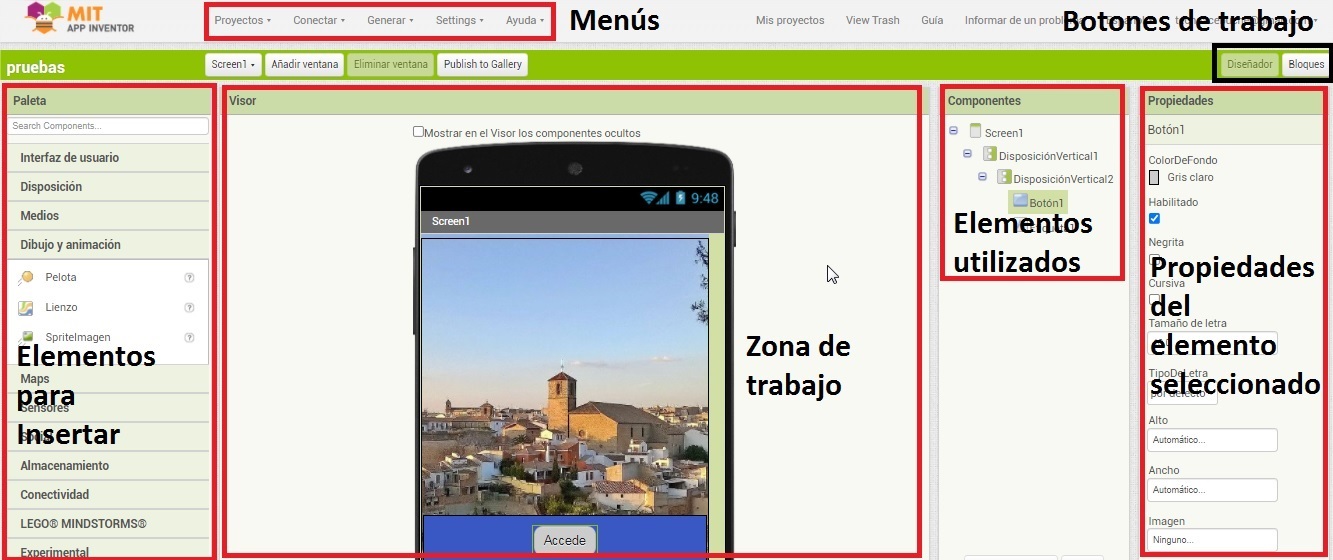 MIT
APP INVENTOR
Proyectos
Conectar
Generar
Settings
Ayuda
Menús
Mis proyectos
View Trash
Guía
Informar de un problema
Botones de trabajo
pruebas
Screen1
Añadir ventana
Eliminar ventana
Publish to Gallery
Diseñador
Bloques
Paleta
Search Components...
Interfaz de usuario
Disposición
Medios
Dibujo y animación
Pelota
Lienzo
SpriteImagen
Elementos
para
Insertar
Maps
Sensores
Social
Almacenamiento
Conectividad
LEGO® MINDSTORMS®
Experimental
Visor
Mostrar en el Visor los componentes ocultos
9:48
Screen1
Accede
Zona de
trabajo
Componentes
Screen1
DisposiciónVertical1
DisposiciónVertical2
Botón1
Elementos
utilizados
Propiedades
Botón1
ColorDeFondo
Gris claro
Habilitado
Negrita
Cursiva
Propiedades
del
elemento
seleccionado
Tamaño de letra
TipoDeLetra
por defecto
Alto
Automático...
Ancho
Automático...
Imagen
Ninguno...